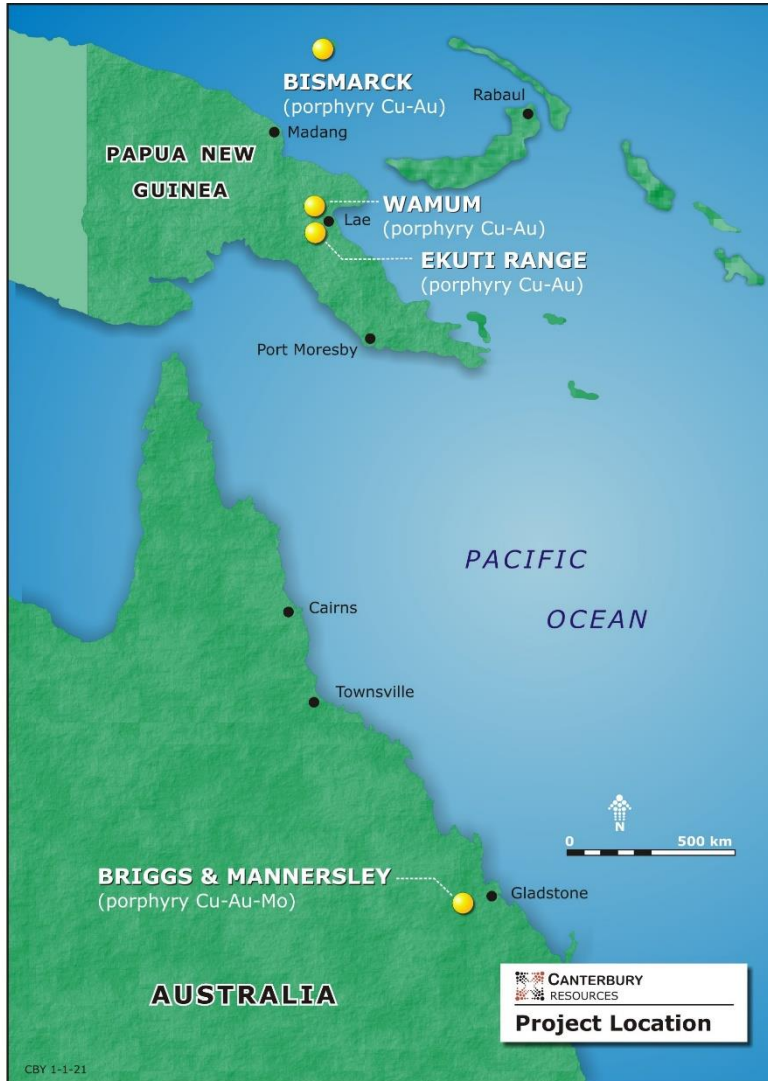 BISMARCK
(porphyry Cu-Au)
Rabaul
Madang
PAPUA NEW
GUINEA
WAMUM
(porphyry Cu-Au)
Lae
EKUTI RANGE
(porphyry Cu-Au)
Port Moresby
PACIFIC
OCEAN
Cairns
Townsville
N
0 500 km
BRIGGS & MANNERSLEY
(porphyry Cu-Au-Mo)
Gladstone
AUSTRALIA
CANTERBURY
RESOURCES
Project Location
CBY 1-1-21